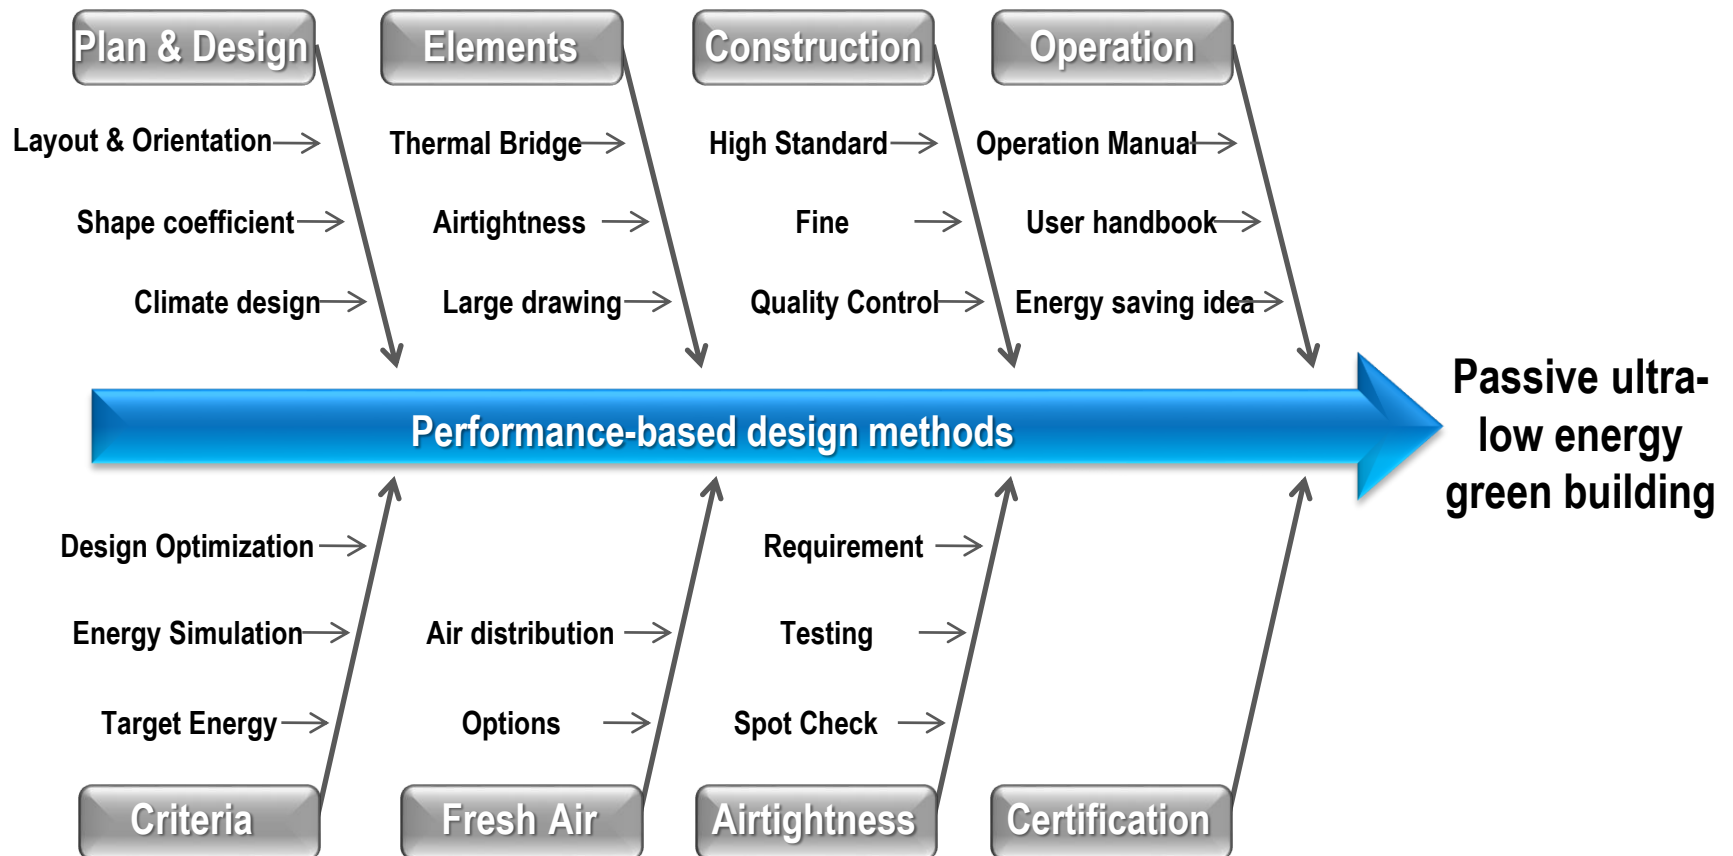 Plan & Design
Elements
Construction
Operation
Layout & Orientation
Thermal Bridge
High Standard
Operation Manual
Shape coefficient
Airtightness
Fine
User handbook
Climate design
Large drawing
Quality Control
Energy saving idea
Performance-based design methods
Passive ultra-
low energy
green building
Design Optimization
Requirement
Energy Simulation
Air distribution
Testing
Target Energy
Options
Spot Check
Criteria
Fresh Air
Airtightness
Certification